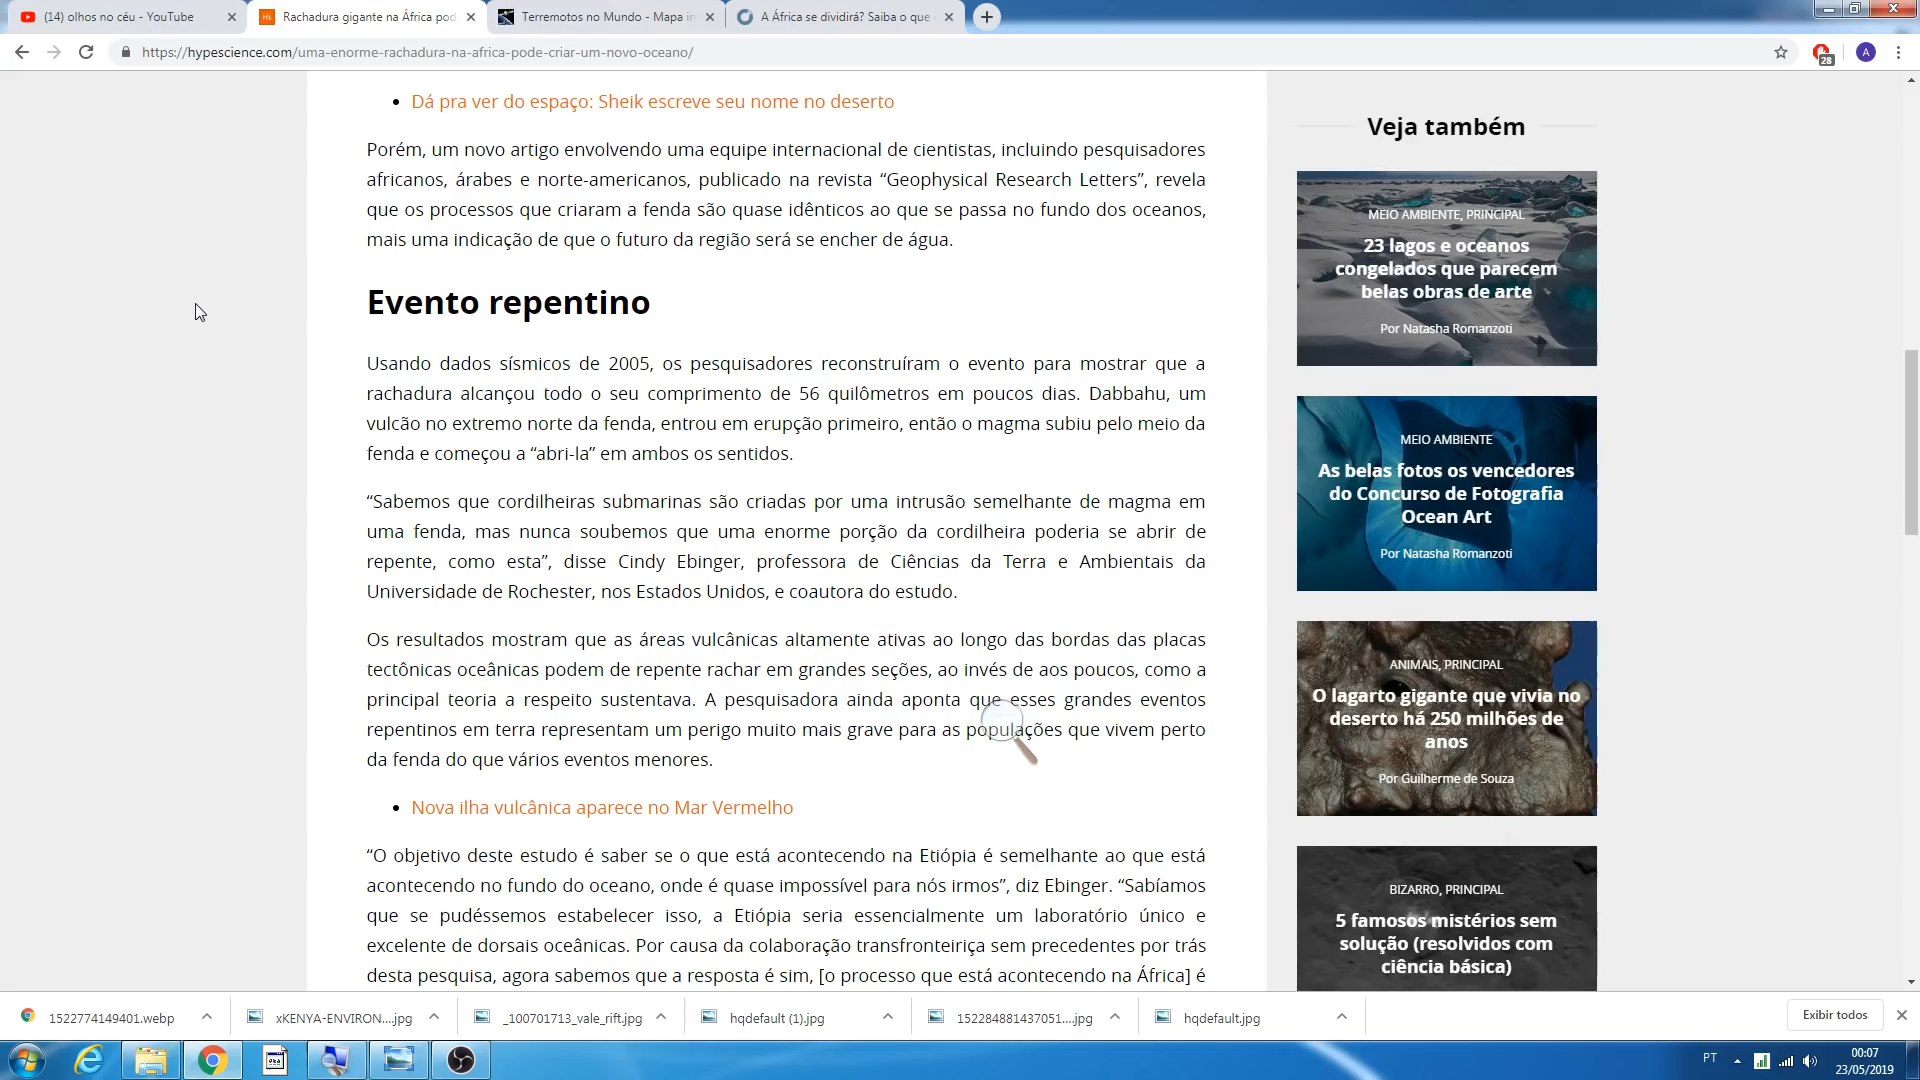 (14) olhos no céu - YouTube
Rachadura gigante na África pod
Terremotos no Mundo - Mapa in
A África se dividirá? Saiba o que
https://hypescience.com/uma-enorme-rachadura-na-africa-pode-criar-um-novo-oceano/
28
A
Dá pra ver do espaço: Sheik escreve seu nome no deserto
Porém, um novo artigo envolvendo uma equipe internacional de cientistas, incluindo pesquisadores
africanos, árabes e norte-americanos, publicado na revista “Geophysical Research Letters”, revela
que os processos que criaram a fenda são quase idênticos ao que se passa no fundo dos oceanos,
mais uma indicação de que o futuro da região será se encher de água.
Evento repentino
Usando dados sísmicos de 2005, os pesquisadores reconstruíram o evento para mostrar que a
rachadura alcançou todo o seu comprimento de 56 quilômetros em poucos dias. Dabbahu, um
vulcão no extremo norte da fenda, entrou em erupção primeiro, então o magma subiu pelo meio da
fenda e começou a “abri-la” em ambos os sentidos.
“Sabemos que cordilheiras submarinas são criadas por uma intrusão semelhante de magma em
uma fenda, mas nunca soubemos que uma enorme porção da cordilheira poderia se abrir de
repente, como esta”, disse Cindy Ebinger, professora de Ciências da Terra e Ambientais da
Universidade de Rochester, nos Estados Unidos, e coautora do estudo.
Os resultados mostram que as áreas vulcânicas altamente ativas ao longo das bordas das placas
tectônicas oceânicas podem de repente rachar em grandes seções, ao invés de aos poucos, como a
principal teoria a respeito sustentava. A pesquisadora ainda aponta que esses grandes eventos
repentinos em terra representam um perigo muito mais grave para as populações que vivem perto
da fenda do que vários eventos menores.
Nova ilha vulcânica aparece no Mar Vermelho
“O objetivo deste estudo é saber se o que está acontecendo na Etiópia é semelhante ao que está
acontecendo no fundo do oceano, onde é quase impossível para nós irmos”, diz Ebinger. “Sabíamos
que se pudéssemos estabelecer isso, a Etiópia seria essencialmente um laboratório único e
excelente de dorsais oceânicas. Por causa da colaboração transfronteiriça sem precedentes por trás
desta pesquisa, agora sabemos que a resposta é sim, [o processo que está acontecendo na África] é
Veja também
MEIO AMBIENTE, PRINCIPAL
23 lagos e oceanos
congelados que parecem
belas obras de arte
Por Natasha Romanzoti
MEIO AMBIENTE
As belas fotos os vencedores
do Concurso de Fotografia
Ocean Art
Por Natasha Romanzoti
ANIMAIS, PRINCIPAL
O lagarto gigante que vivia no
deserto há 250 milhões de
anos
Por Guilherme de Souza
BIZARRO, PRINCIPAL
5 famosos mistérios sem
solução (resolvidos com
ciência básica)
1522774149401.webp
xKENYA-ENVIRON....jpg
_100701713_vale_rift.jpg
hqdefault (1).jpg
152284881437051....jpg
hqdefault.jpg
Exibir todos
PT
00:07
23/05/2019